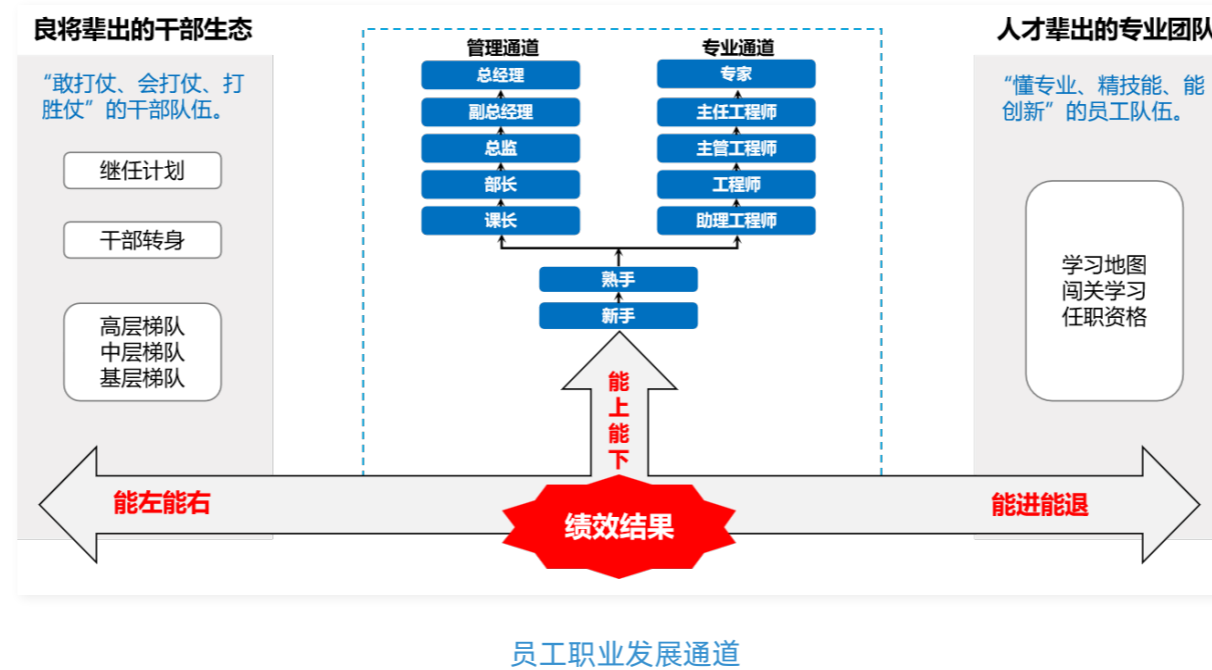 良将辈出的干部生态
“敢打仗、会打仗、打
胜仗”的干部队伍。
继任计划
干部转身
高层梯队
中层梯队
基层梯队
管理通道
总经理
副总经理
总监
部长
课长
专业通道
专家
主任工程师
主管工程师
工程师
助理工程师
熟手
新手
能
上
能
下
人才辈出的专业团队
“懂专业、精技能、能
创新”的员工队伍。
学习地图
闯关学习
任职资格
能左能右
绩效结果
能进能退
员工职业发展通道